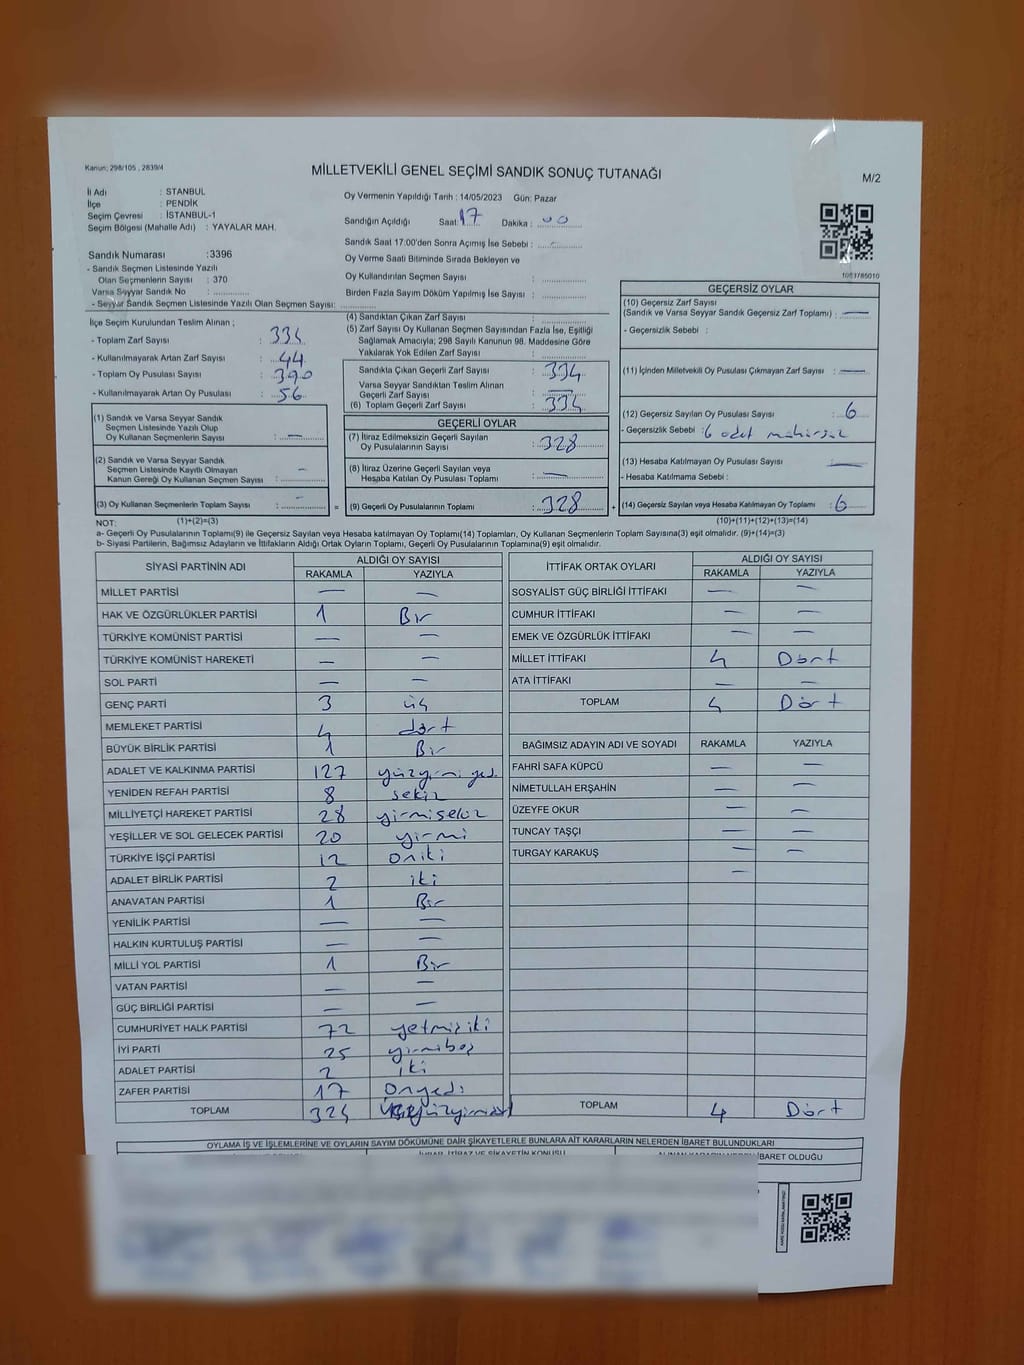 Kanun; 298/105 , 2839/4
MİLLETVEKİLİ GENEL SEÇİMİ SANDIK SONUÇ TUTANAĞI
M/2
İl Adı : STANBUL
İlçe : PENDİK
Seçim Çevresi : İSTANBUL-1
Seçim Bölgesi (Mahalle Adı) : YAYALAR MAH.
Sandık Numarası :3396
- Sandık Seçmen Listesinde Yazılı
Olan Seçmenlerin Sayısı : 370
Varsa Seyyar Sandık No :
- Seyyar Sandık Seçmen Listesinde Yazılı Olan Seçmen Sayısı:
Oy Vermenin Yapıldığı Tarih : 14/05/2023 Gün: Pazar
Sandığın Açıldığı Saat: 17 Dakika : 00
Sandık Saat 17:00'den Sonra Açımış İse Sebebi :
Oy Verme Saati Bitiminde Sırada Bekleyen ve
Oy Kullandırılan Seçmen Sayısı :
Birden Fazla Sayım Döküm Yapılmış İse Sayısı :
İlçe Seçim Kurulundan Teslim Alınan ;
- Toplam Zarf Sayısı : 334
- Kullanılmayarak Artan Zarf Sayısı : 44
- Toplam Oy Pusulası Sayısı : 390
- Kullanılmayarak Artan Oy Pusulası : 56
(1) Sandık ve Varsa Seyyar Sandık
Seçmen Listesinde Yazılı Olup
Oy Kullanan Seçmenlerin Sayısı : —
(2) Sandık ve Varsa Seyyar Sandık
Seçmen Listesinde Kayıtlı Olmayan
Kanun Gereği Oy Kullanan Seçmen Sayısı : —
(3) Oy Kullanan Seçmenlerin Toplam Sayısı : -
(4) Sandıktan Çıkan Zarf Sayısı :
(5) Zarf Sayısı Oy Kullanan Seçmen Sayısından Fazla İse, Eşitliği
Sağlamak Amacıyla; 298 Sayılı Kanunun 98. Maddesine Göre
Yakılarak Yok Edilen Zarf Sayısı :
Sandıkta Çıkan Geçerli Zarf Sayısı : 334
Varsa Seyyar Sandıktan Teslim Alınan
Geçerli Zarf Sayısı : —
(6) Toplam Geçerli Zarf Sayısı : 334
GEÇERLİ OYLAR
(7) İtiraz Edilmeksizin Geçerli Sayılan
Oy Pusulalarının Sayısı : 328
(8) İtiraz Üzerine Geçerli Sayılan veya
Hesaba Katılan Oy Pusulası Toplamı : —
= (9) Geçerli Oy Pusulalarının Toplamı : 328 +
1061785010
GEÇERSİZ OYLAR
(10) Geçersiz Zarf Sayısı
(Sandık ve Varsa Seyyar Sandık Geçersiz Zarf Toplamı) : —
- Geçersizlik Sebebi :
(11) İçinden Milletvekili Oy Pusulası Çıkmayan Zarf Sayısı : —
(12) Geçersiz Sayılan Oy Pusulası Sayısı : 6
- Geçersizlik Sebebi : 6 adet mühürsüz
(13) Hesaba Katılmayan Oy Pusulası Sayısı : —
- Hesaba Katılmama Sebebi :
(14) Geçersiz Sayılan veya Hesaba Katılmayan Oy Toplamı : 6
NOT: (1)+(2)=(3) (10)+(11)+(12)+(13)=(14)
a- Geçerli Oy Pusulalarının Toplamı(9) ile Geçersiz Sayılan veya Hesaba katılmayan Oy Toplamı(14) Toplamları, Oy Kullanan Seçmenlerin Toplam Sayısına(3) eşit olmalıdır. (9)+(14)=(3)
b- Siyasi Partilerin, Bağımsız Adayların ve İttifakların Aldığı Ortak Oyların Toplamı, Geçerli Oy Pusulalarının Toplamına(9) eşit olmalıdır.
SİYASİ PARTİNİN ADI ALDIĞI OY SAYISI
RAKAMLA YAZIYLA
MİLLET PARTİSİ — —
HAK VE ÖZGÜRLÜKLER PARTİSİ 1 Bir
TÜRKİYE KOMÜNİST PARTİSİ — —
TÜRKİYE KOMÜNİST HAREKETİ — —
SOL PARTİ — —
GENÇ PARTİ 3 üç
MEMLEKET PARTİSİ 4 dört
BÜYÜK BİRLİK PARTİSİ 1 Bir
ADALET VE KALKINMA PARTİSİ 127 yüzyirmi yedi
YENİDEN REFAH PARTİSİ 8 sekiz
MİLLİYETÇİ HAREKET PARTİSİ 28 yirmisekiz
YEŞİLLER VE SOL GELECEK PARTİSİ 20 yirmi
TÜRKİYE İŞÇİ PARTİSİ 12 Oniki
ADALET BİRLİK PARTİSİ 2 iki
ANAVATAN PARTİSİ 1 Bir
YENİLİK PARTİSİ — —
HALKIN KURTULUŞ PARTİSİ — —
MİLLİ YOL PARTİSİ 1 Bir
VATAN PARTİSİ — —
GÜÇ BİRLİĞİ PARTİSİ — —
CUMHURİYET HALK PARTİSİ 72 yetmiş iki
İYİ PARTİ 25 yirmibeş
ADALET PARTİSİ 2 iki
ZAFER PARTİSİ 17 Onyedi
TOPLAM 324
İTTİFAK ORTAK OYLARI ALDIĞI OY SAYISI
RAKAMLA YAZIYLA
SOSYALİST GÜÇ BİRLİĞİ İTTİFAKI — —
CUMHUR İTTİFAKI — —
EMEK VE ÖZGÜRLÜK İTTİFAKI — —
MİLLET İTTİFAKI 4 Dört
ATA İTTİFAKI — —
TOPLAM 4 Dört
BAĞIMSIZ ADAYIN ADI VE SOYADI RAKAMLA YAZIYLA
FAHRİ SAFA KÜPCÜ — —
NİMETULLAH ERŞAHİN — —
ÜZEYFE OKUR — —
TUNCAY TAŞÇI — —
TURGAY KARAKUŞ — —
—
TOPLAM 4 Dört
OYLAMA İŞ VE İŞLEMLERİNE VE OYLARIN SAYIM DÖKÜMÜNE DAİR ŞİKAYETLERLE BUNLARA AİT KARARLARIN NELERDEN İBARET BULUNDUKLARI
İHBAR, İTİRAZ VE ŞİKAYETİN KONUSU
İBARET OLDUĞU